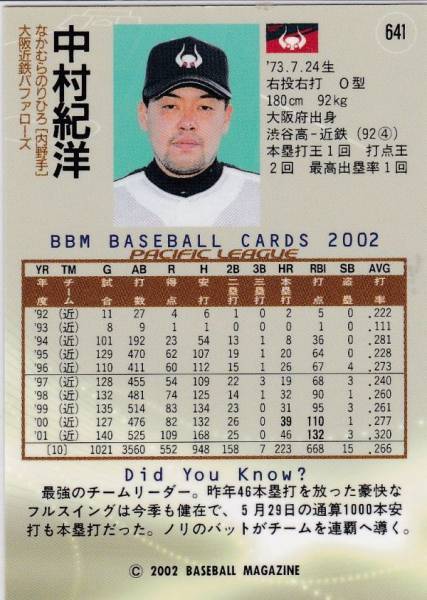 641
中村紀洋
なかむらのりひろ[内野手]
大阪近鉄バファローズ
'73.7.24生
右投右打 O型
180cm 92kg
大阪府出身
渋谷高-近鉄(92④)
本塁打王1回 打点王
2回 最高出塁率1回
BBM BASEBALL CARDS 2002
PACIFIC LEAGUE
YR TM G AB R H 2B 3B HR RBI SB AVG
年度 チーム 試合 打数 得点 安打 二塁打 三塁打 本塁打 打点 盗塁 打率
'92 (近) 11 27 4 6 1 0 2 5 0 .222
'93 (近) 8 9 1 1 0 0 0 0 0 .111
'94 (近) 101 192 23 54 13 1 8 36 0 .281
'95 (近) 129 470 62 107 15 1 20 64 0 .228
'96 (近) 110 411 60 112 15 1 26 67 4 .273
'97 (近) 128 455 54 109 22 3 19 68 3 .240
'98 (近) 132 481 74 125 33 0 32 90 1 .260
'99 (近) 135 514 83 134 27 0 31 95 3 .261
'00 (近) 127 476 82 132 26 0 39 110 1 .277
'01 (近) 140 525 109 168 25 0 46 132 3 .320
[10] 1021 3560 552 948 158 7 223 668 15 .266
Did You Know?
最強のチームリーダー。昨年46本塁打を放った豪快な
フルスイングは今季も健在で、5月29日の通算1000本安
打も本塁打だった。ノリのバットがチームを連覇へ導く。
© 2002 BASEBALL MAGAZINE